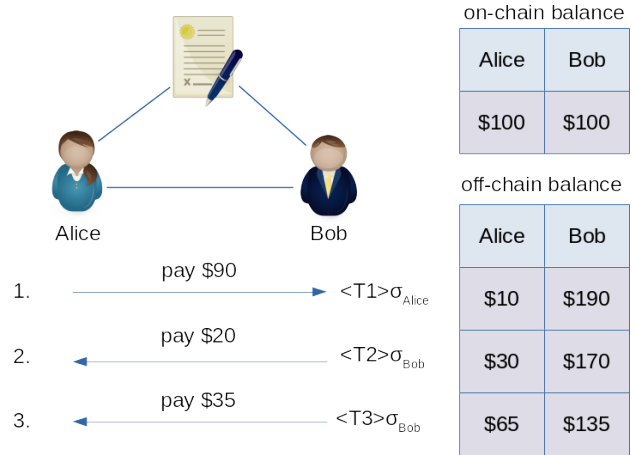 on-chain balance
Alice Bob
$100 $100
off-chain balance
Alice Bob
$10 $190
$30 $170
$65 $135
Alice Bob
1. pay $90 <T1>σAlice
2. pay $20 <T2>σBob
3. pay $35 <T3>σBob